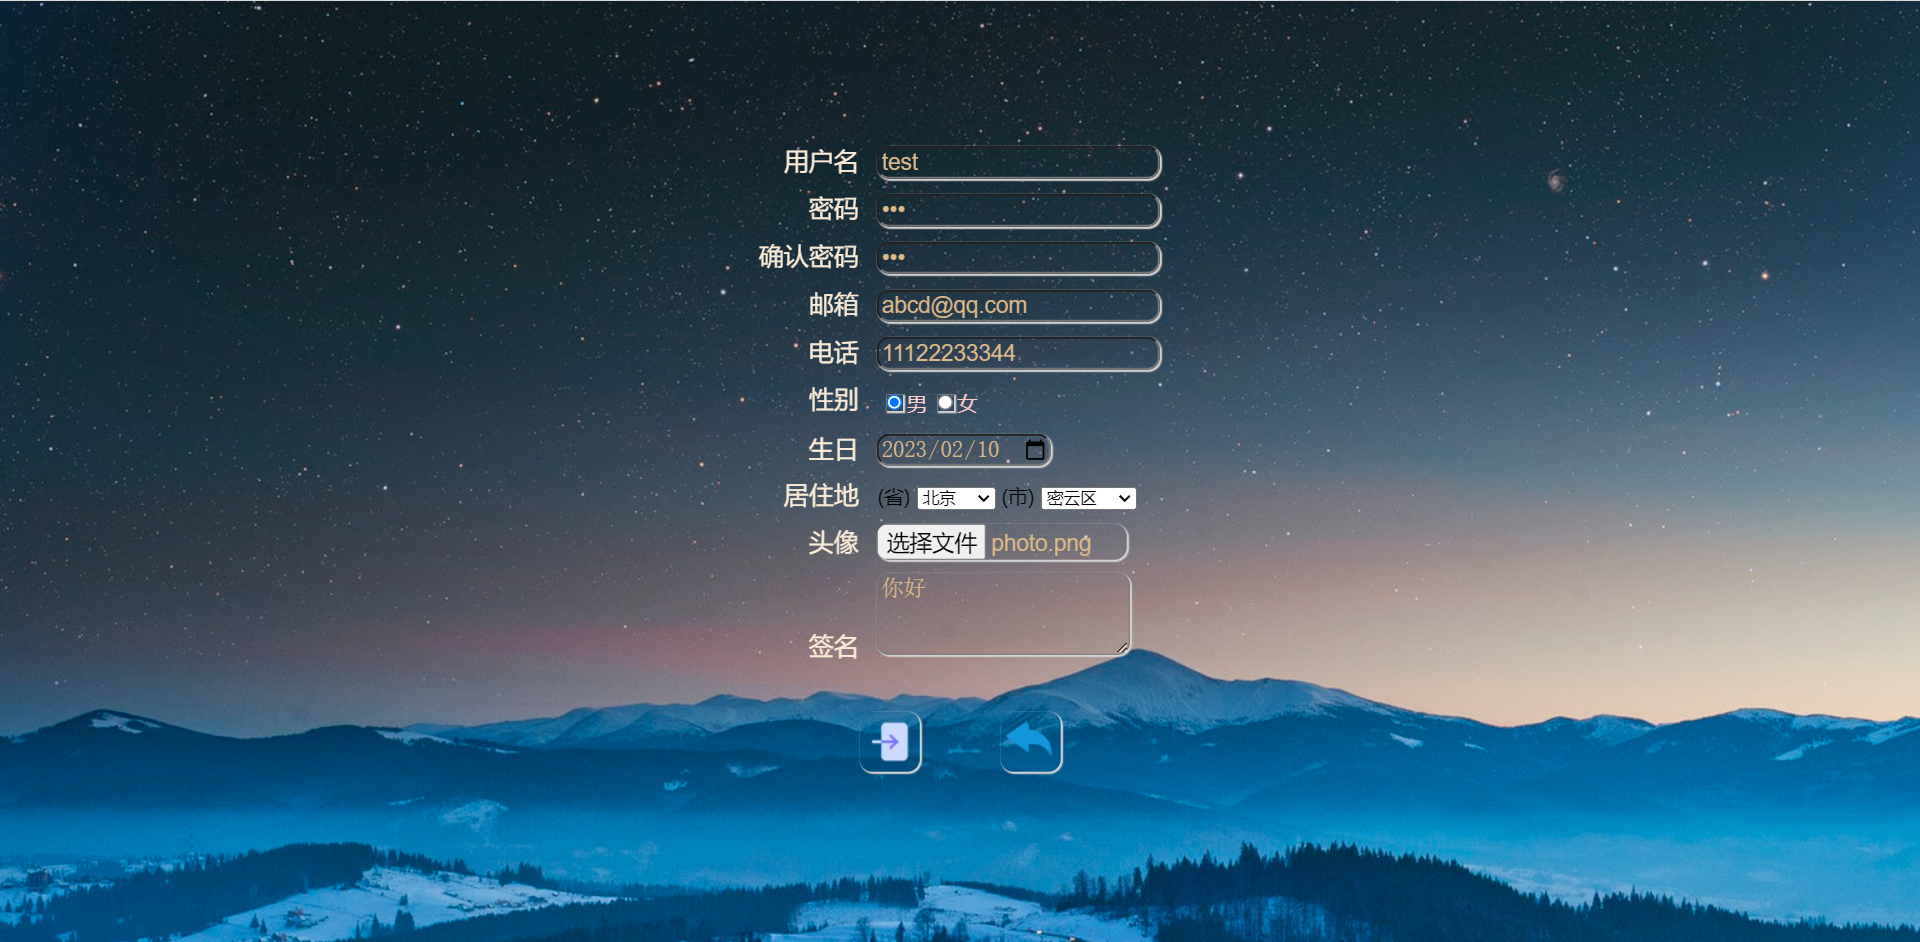 用户名 test
密码 •••
确认密码 •••
邮箱 abcd@qq.com
电话 11122233344
性别 男 女
生日 2023/02/10
居住地 (省) 北京 (市) 密云区
头像 选择文件 photo.png
你好
签名